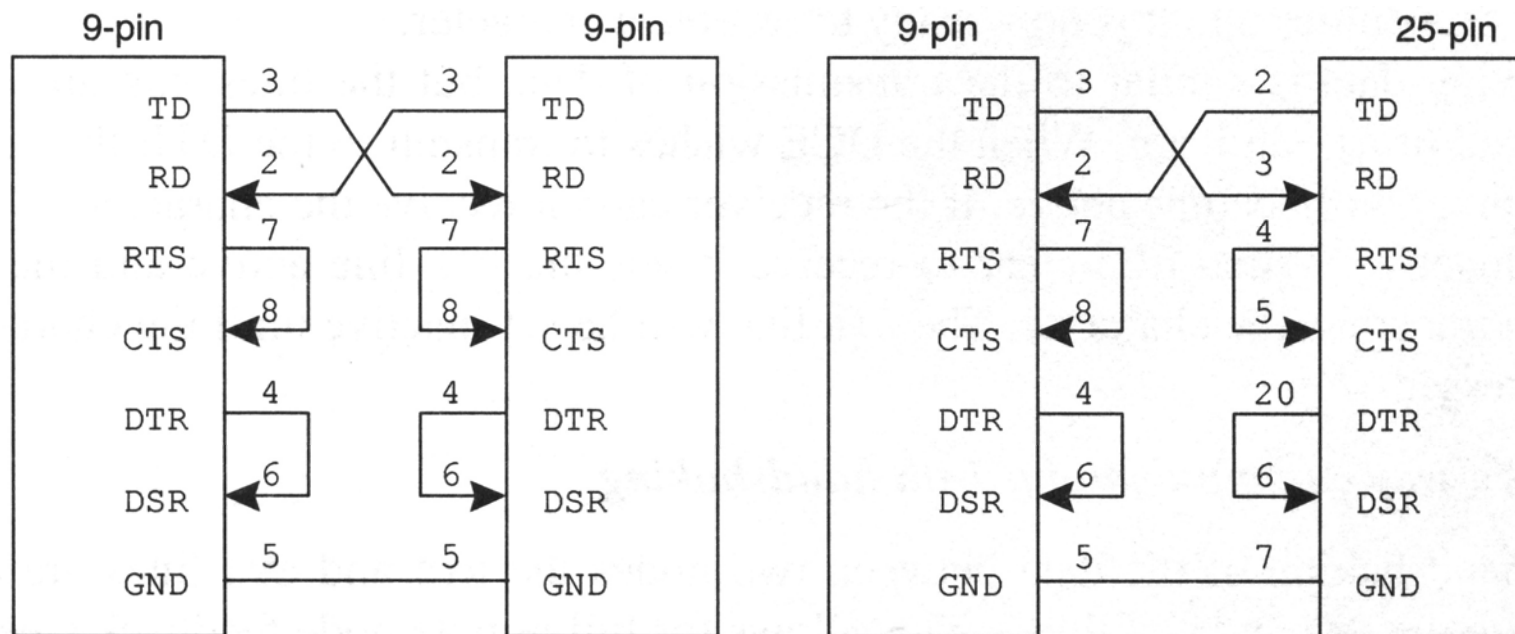 9-pin 9-pin 9-pin 25-pin
3 3 3 2
TD TD TD TD
2 2 2 3
RD RD RD RD
7 7 7 4
RTS RTS RTS RTS
8 8 8 5
CTS CTS CTS CTS
4 4 4 20
DTR DTR DTR DTR
6 6 6 6
DSR DSR DSR DSR
5 5 5 7
GND GND GND GND